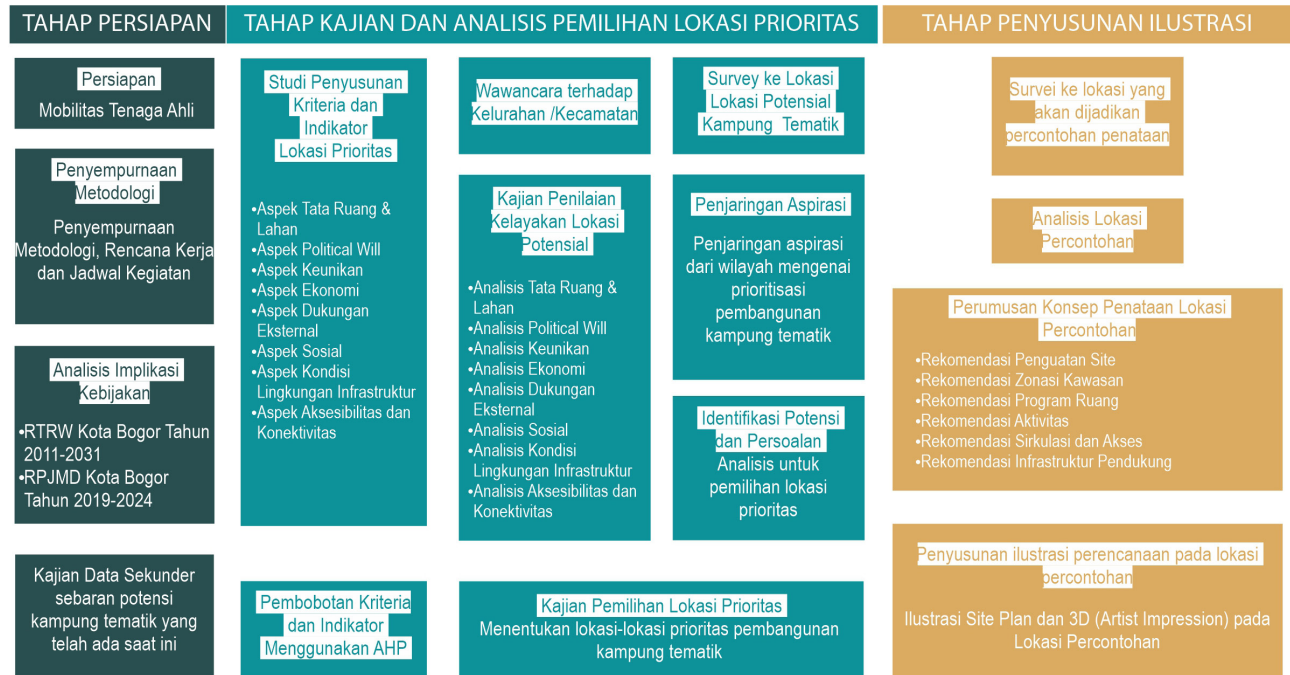 TAHAP PERSIAPAN
Persiapan
Mobilitas Tenaga Ahli
Penyempurnaan
Metodologi
Penyempurnaan
Metodologi, Rencana Kerja
dan Jadwal Kegiatan
Analisis Implikasi
Kebijakan
•RTRW Kota Bogor Tahun
2011-2031
•RPJMD Kota Bogor
Tahun 2019-2024
Kajian Data Sekunder
sebaran potensi
kampung tematik yang
telah ada saat ini
TAHAP KAJIAN DAN ANALISIS PEMILIHAN LOKASI PRIORITAS
Studi Penyusunan
Kriteria dan
Indikator
Lokasi Prioritas
•Aspek Tata Ruang &
Lahan
•Aspek Political Will
•Aspek Keunikan
•Aspek Ekonomi
•Aspek Dukungan
Eksternal
•Aspek Sosial
•Aspek Kondisi
Lingkungan Infrastruktur
•Aspek Aksesibilitas dan
Konektivitas
Pembobotan Kriteria
dan Indikator
Menggunakan AHP
Wawancara terhadap
Kelurahan /Kecamatan
Kajian Penilaian
Kelayakan Lokasi
Potensial
•Analisis Tata Ruang &
Lahan
•Analisis Political Will
•Analisis Keunikan
•Analisis Ekonomi
•Analisis Dukungan
Eksternal
•Analisis Sosial
•Analisis Kondisi
Lingkungan Infrastruktur
•Analisis Aksesibilitas dan
Konektivitas
Survey ke Lokasi
Lokasi Potensial
Kampung Tematik
Penjaringan Aspirasi
Penjaringan aspirasi
dari wilayah mengenai
prioritisasi
pembangunan
kampung tematik
Identifikasi Potensi
dan Persoalan
Analisis untuk
pemilihan lokasi
prioritas
Kajian Pemilihan Lokasi Prioritas
Menentukan lokasi-lokasi prioritas pembangunan
kampung tematik
TAHAP PENYUSUNAN ILUSTRASI
Survei ke lokasi yang
akan dijadikan
percontohan penataan
Analisis Lokasi
Percontohan
Perumusan Konsep Penataan Lokasi
Percontohan
•Rekomendasi Penguatan Site
•Rekomendasi Zonasi Kawasan
•Rekomendasi Program Ruang
•Rekomendasi Aktivitas
•Rekomendasi Sirkulasi dan Akses
•Rekomendasi Infrastruktur Pendukung
Penyusunan ilustrasi perencanaan pada lokasi
percontohan
Ilustrasi Site Plan dan 3D (Artist Impression) pada
Lokasi Percontohan